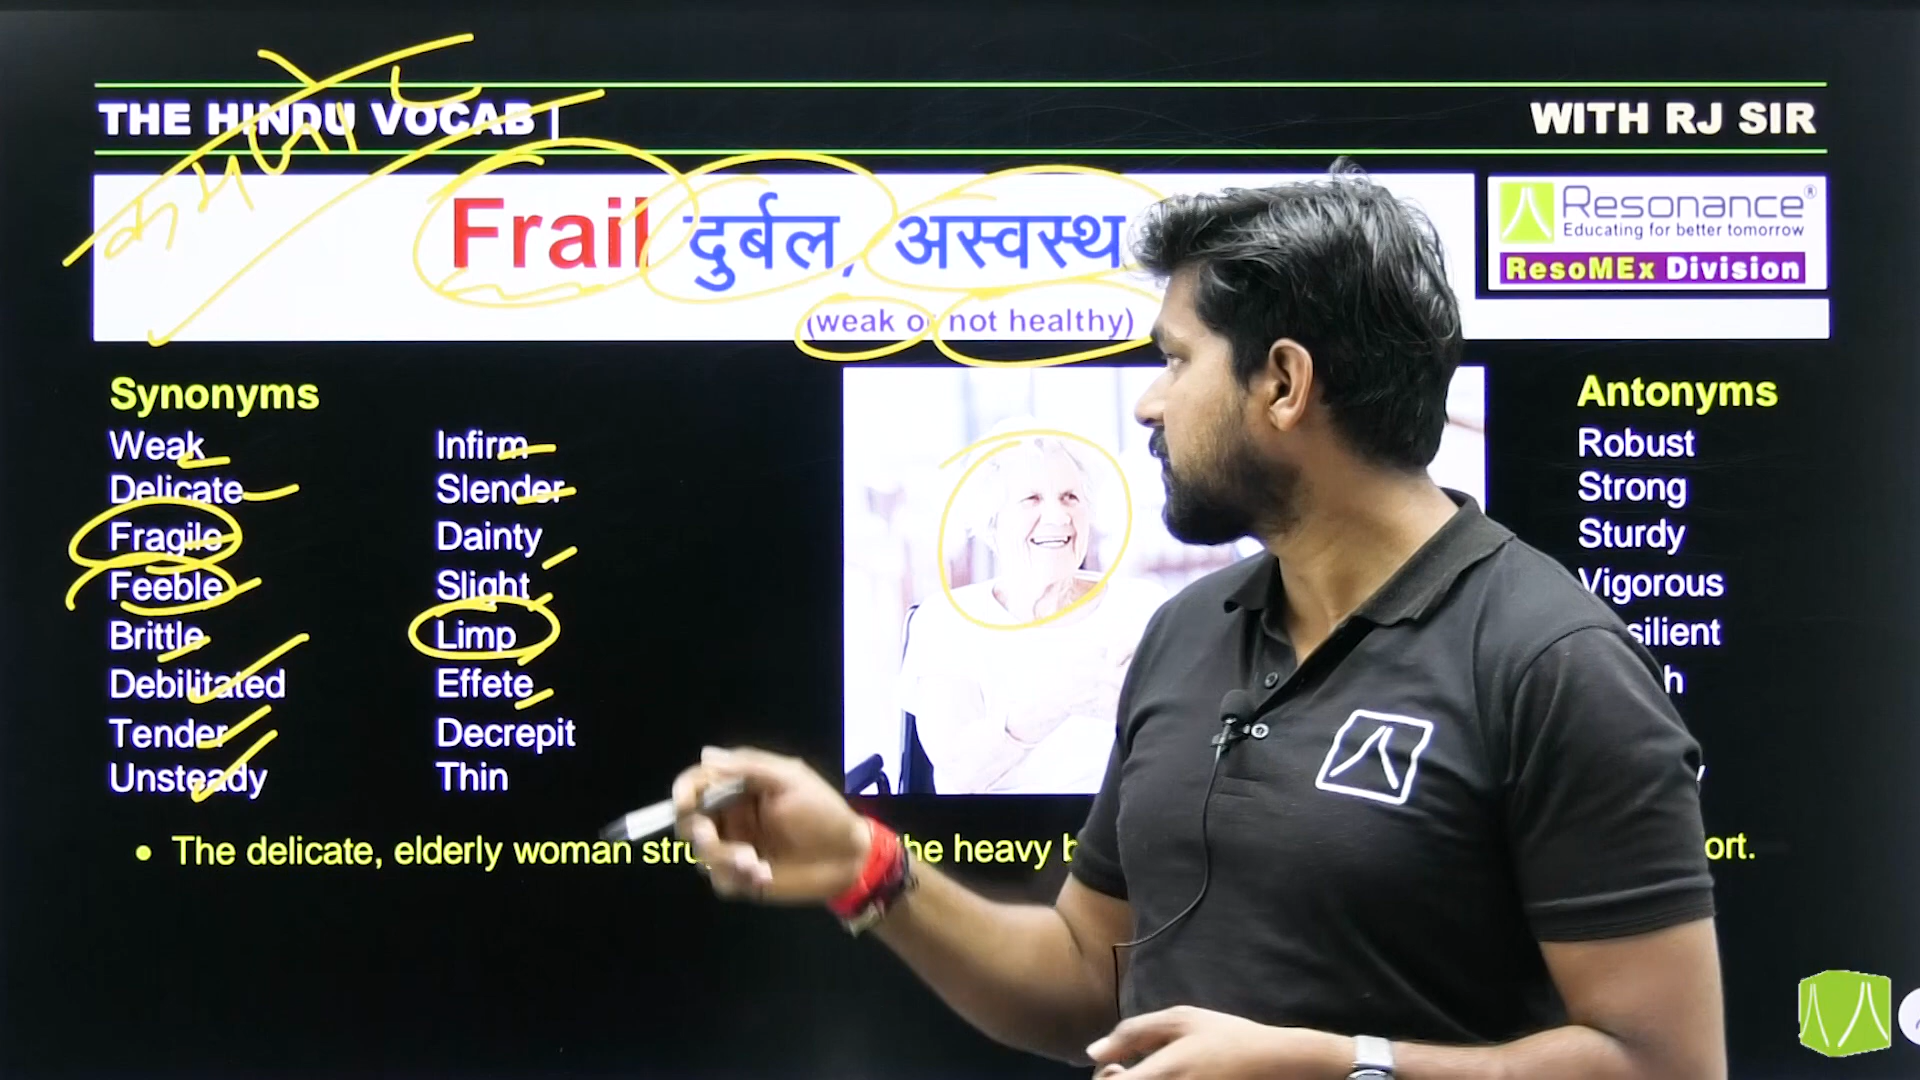 THE HINDU VOCAB |
WITH RJ SIR
कमजोर
Frail दुर्बल, अस्वस्थ
(weak or not healthy)
Resonance®
Educating for better tomorrow
ResoMEx Division
Synonyms
Weak
Delicate
Fragile
Feeble
Brittle
Debilitated
Tender
Unsteady
Infirm
Slender
Dainty
Slight
Limp
Effete
Decrepit
Thin
Antonyms
Robust
Strong
Sturdy
Vigorous
• The delicate, elderly woman
heavy